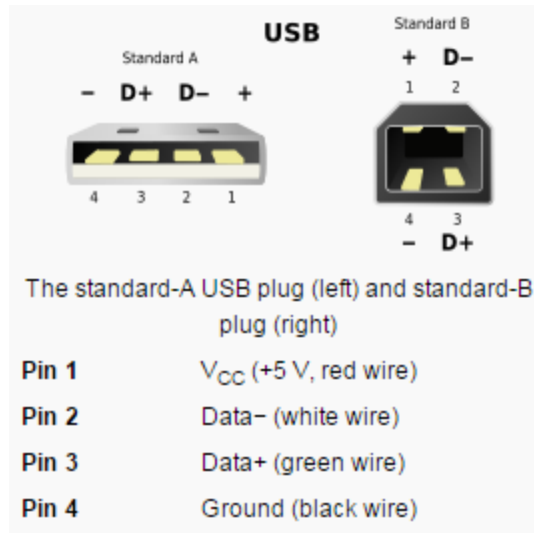 USB
Standard A
− D+ D− +
4 3 2 1
Standard B
+ D−
1 2
4 3
− D+
The standard-A USB plug (left) and standard-B
plug (right)
Pin 1 VCC (+5 V, red wire)
Pin 2 Data− (white wire)
Pin 3 Data+ (green wire)
Pin 4 Ground (black wire)